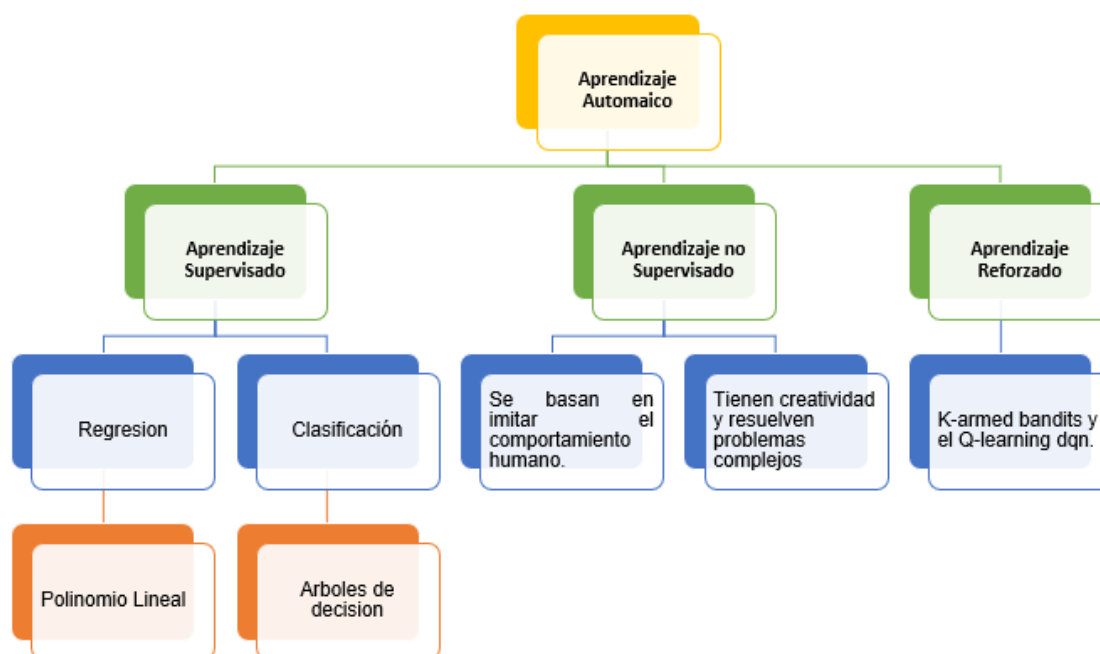 Aprendizaje
Automaico
Aprendizaje
Supervisado
Aprendizaje no
Supervisado
Aprendizaje
Reforzado
Regresion
Clasificación
Se basan en
imitar el
comportamiento
humano.
Tienen creatividad
y resuelven
problemas
complejos
K-armed bandits y
el Q-learning dqn.
Polinomio Lineal
Arboles de
decision